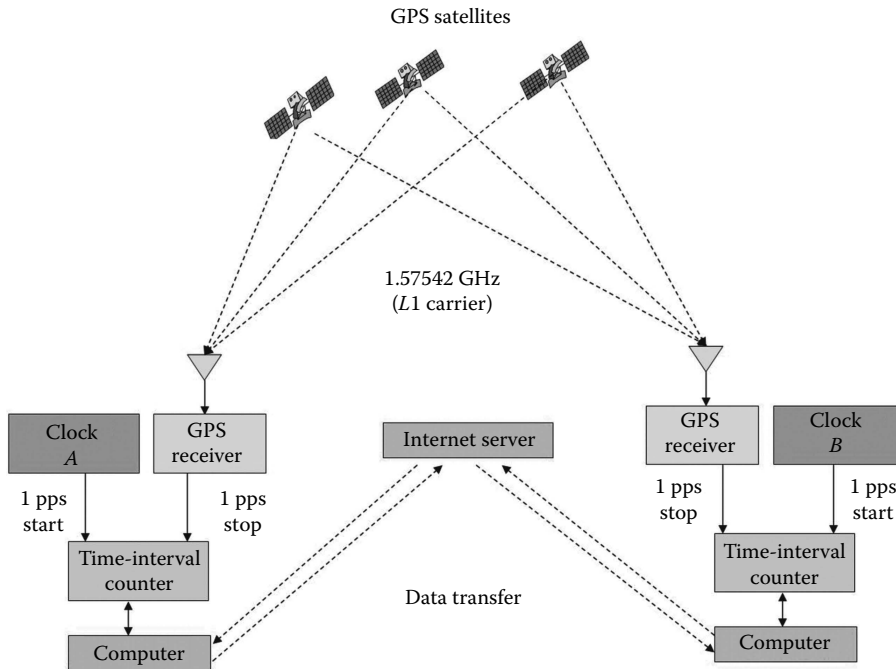 GPS satellites
1.57542 GHz
(L1 carrier)
Clock
A
GPS
receiver
Internet server
GPS
receiver
Clock
B
1 pps
start
1 pps
stop
1 pps
stop
1 pps
start
Time-interval
counter
Time-interval
counter
Data transfer
Computer
Computer